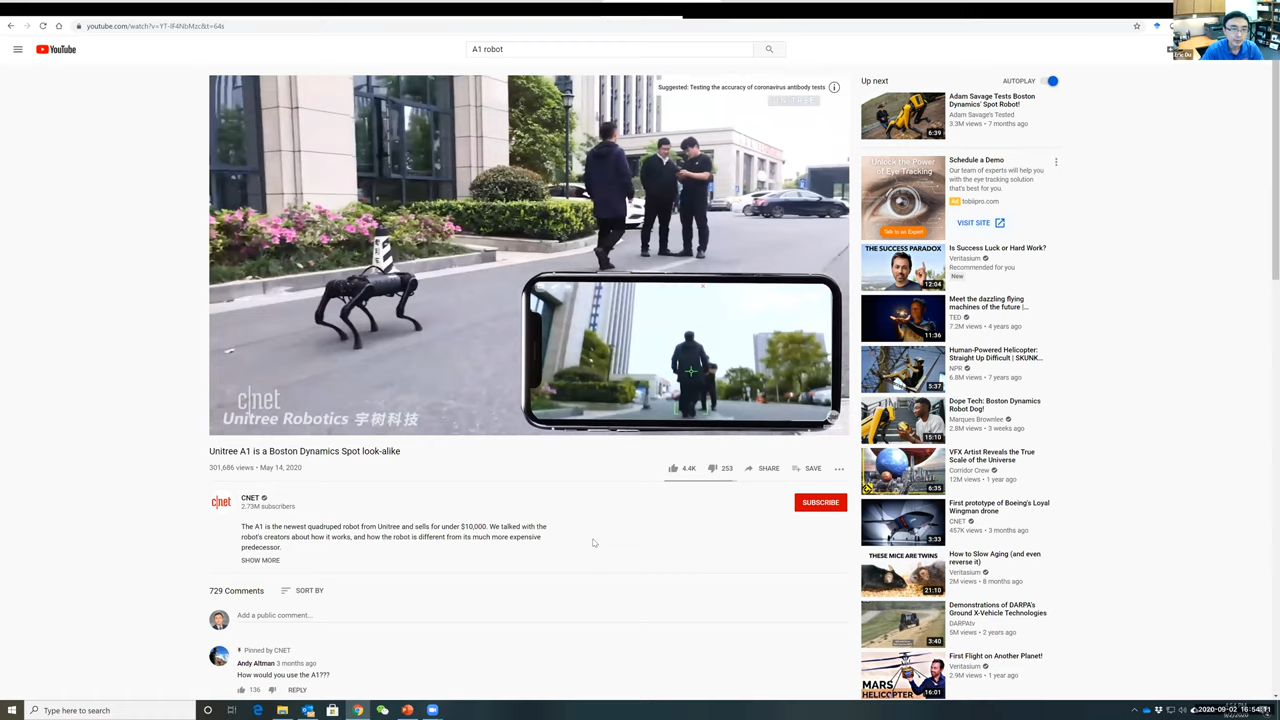 youtube.com/watch?v=YT-IF4NbMzc&t=64s
Eric Du
YouTube
A1 robot
Suggested: Testing the accuracy of coronavirus antibody tests
UNITREE
c|net
Unitree Robotics 宇树科技
Unitree A1 is a Boston Dynamics Spot look-alike
301,686 views • May 14, 2020
4.4K
253
SHARE
SAVE
c|net
CNET
2.73M subscribers
SUBSCRIBE
The A1 is the newest quadruped robot from Unitree and sells for under $10,000. We talked with the
robot's creators about how it works, and how the robot is different from its much more expensive
predecessor.
SHOW MORE
729 Comments
SORT BY
Add a public comment...
Pinned by CNET
Andy Altman 3 months ago
How would you use the A1???
136
REPLY
Up next
AUTOPLAY
6:39
Adam Savage Tests Boston
Dynamics' Spot Robot!
Adam Savage's Tested
3.3M views • 7 months ago
Unlock the Power
of Eye Tracking
Talk to an Expert
Schedule a Demo
Our team of experts will help you
with the eye tracking solution
that's best for you.
Ad tobiipro.com
VISIT SITE
THE SUCCESS PARADOX
12:04
Is Success Luck or Hard Work?
Veritasium
Recommended for you
New
11:36
Meet the dazzling flying
machines of the future |...
TED
7.2M views • 4 years ago
5:37
Human-Powered Helicopter:
Straight Up Difficult | SKUNK...
NPR
6.8M views • 7 years ago
15:10
Dope Tech: Boston Dynamics
Robot Dog!
Marques Brownlee
2.8M views • 3 weeks ago
6:35
VFX Artist Reveals the True
Scale of the Universe
Corridor Crew
12M views • 1 year ago
3:33
First prototype of Boeing's Loyal
Wingman drone
CNET
457K views • 3 months ago
THESE MICE ARE TWINS
21:10
How to Slow Aging (and even
reverse it)
Veritasium
2M views • 8 months ago
3:40
Demonstrations of DARPA's
Ground X-Vehicle Technologies
DARPAtv
5M views • 2 years ago
MARS
HELICOPTER
16:01
First Flight on Another Planet!
Veritasium
2.9M views • 1 year ago
Type here to search
2020-09-02 16:54:11